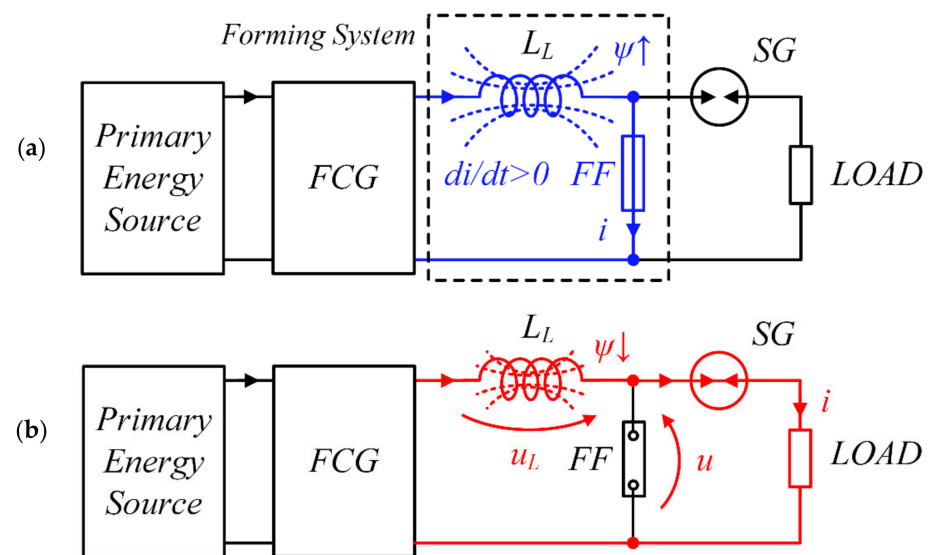 Forming System
L_L
ψ↑
SG
(a)
Primary
Energy
Source
FCG
di/dt>0
FF
i
LOAD
L_L
ψ↓
SG
(b)
Primary
Energy
Source
FCG
u_L
FF
u
i
LOAD